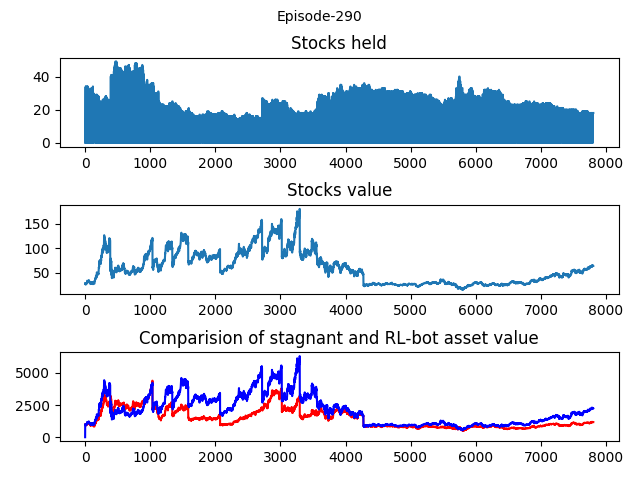 Episode-290
Stocks held
40
20
0
0 1000 2000 3000 4000 5000 6000 7000 8000
Stocks value
150
100
50
0 1000 2000 3000 4000 5000 6000 7000 8000
Comparision of stagnant and RL-bot asset value
5000
2500
0
0 1000 2000 3000 4000 5000 6000 7000 8000